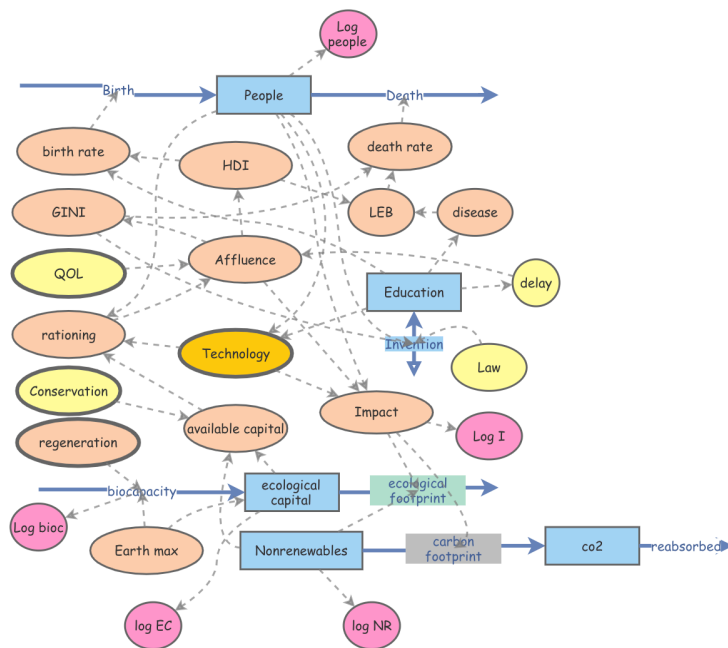 Log
people
Birth
People
Death
birth rate
HDI
death rate
GINI
LEB
disease
QOL
Affluence
Education
delay
rationing
Technology
Invention
Law
Conservation
available capital
Impact
regeneration
Log I
biocapacity
ecological
capital
ecological
footprint
Log bioc
Earth max
Nonrenewables
carbon
footprint
co2
reabsorbed
log EC
log NR